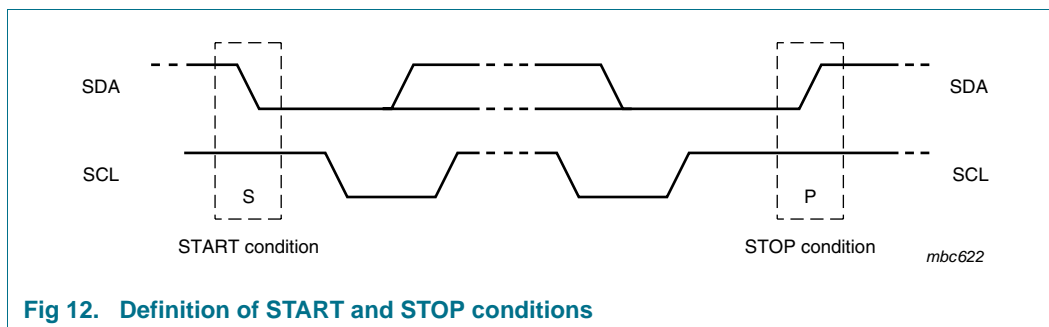 SDA SDA
SCL SCL
S P
START condition STOP condition
mbc622
Fig 12. Definition of START and STOP conditions